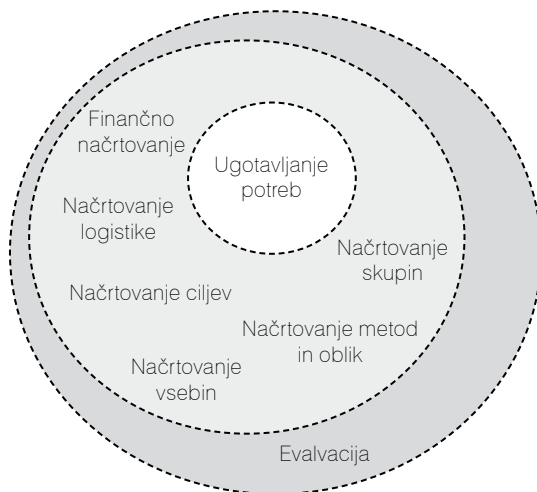 Finančno
načrtovanje
Ugotavljanje
potreb
Načrtovanje
logistike
Načrtovanje
skupin
Načrtovanje ciljev
Načrtovanje metod
in oblik
Načrtovanje
vsebin
Evalvacija